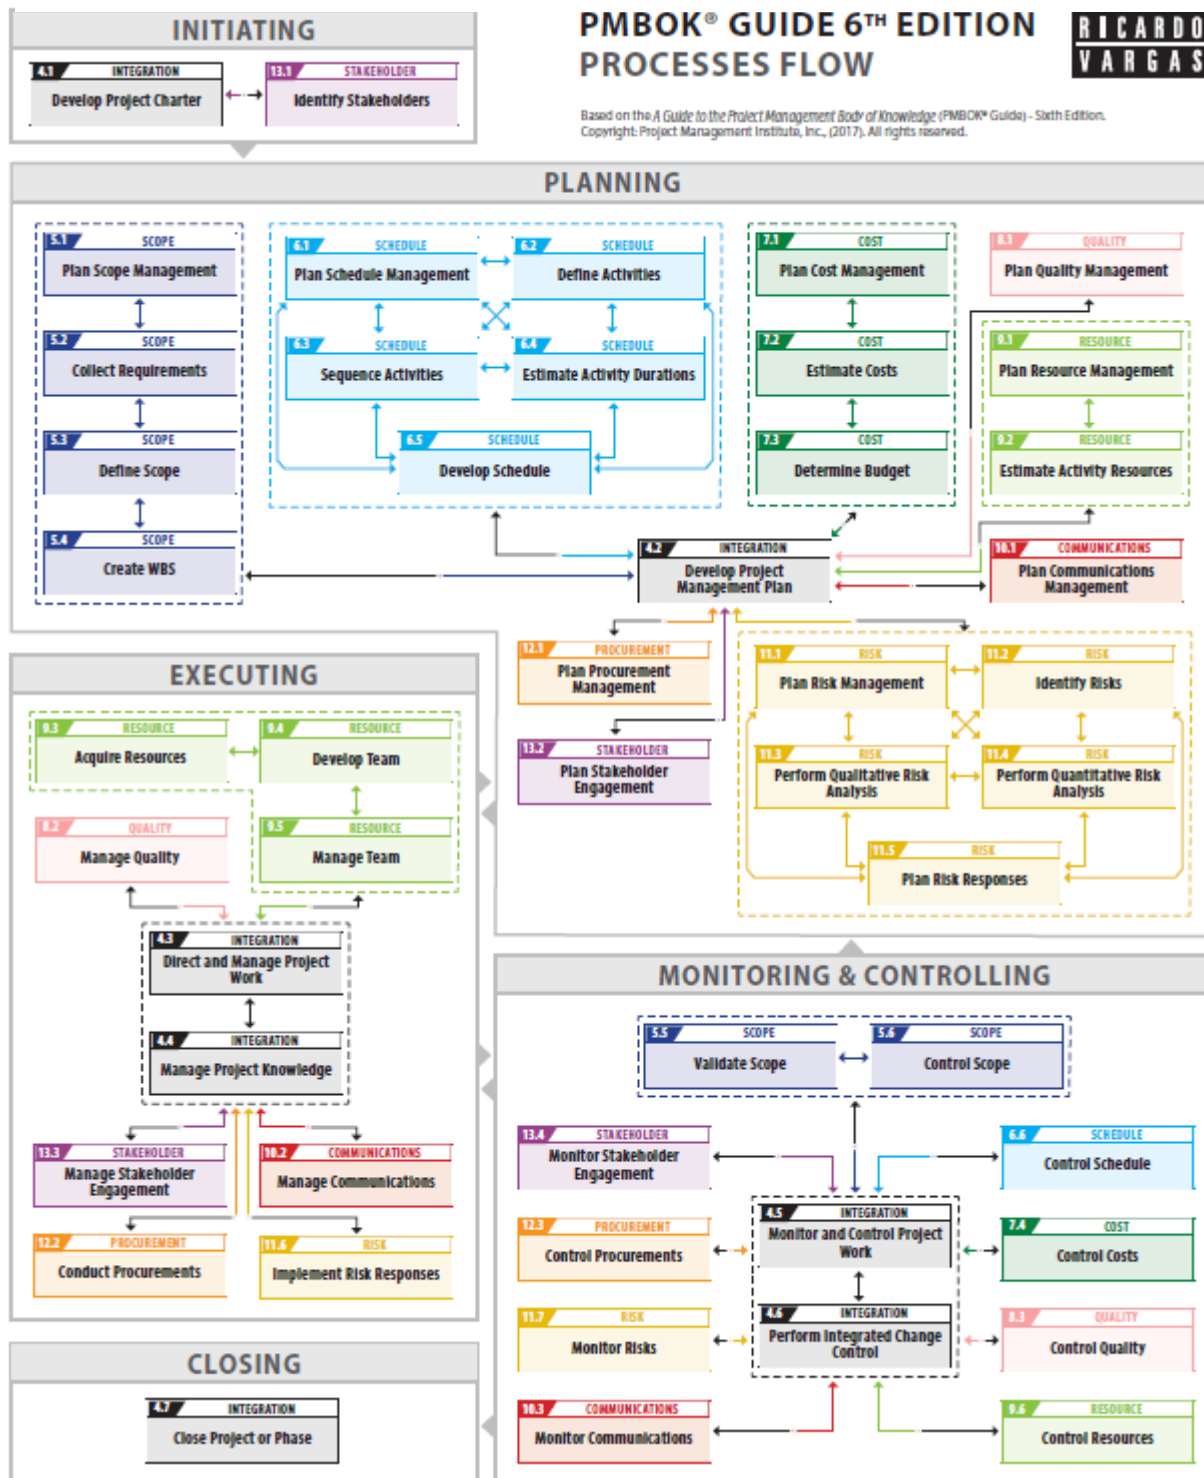 INITIATING
4.1 INTEGRATION
Develop Project Charter
13.1 STAKEHOLDER
Identify Stakeholders
PMBOK® GUIDE 6TH EDITION
PROCESSES FLOW
RICARDO
VARGAS
Based on the A Guide to the Project Management Body of Knowledge (PMBOK® Guide) – Sixth Edition.
Copyright: Project Management Institute, Inc., (2017). All rights reserved.
PLANNING
5.1 SCOPE
Plan Scope Management
5.2 SCOPE
Collect Requirements
5.3 SCOPE
Define Scope
5.4 SCOPE
Create WBS
6.1 SCHEDULE
Plan Schedule Management
6.2 SCHEDULE
Define Activities
6.3 SCHEDULE
Sequence Activities
6.4 SCHEDULE
Estimate Activity Durations
6.5 SCHEDULE
Develop Schedule
7.1 COST
Plan Cost Management
7.2 COST
Estimate Costs
7.3 COST
Determine Budget
8.1 QUALITY
Plan Quality Management
9.1 RESOURCE
Plan Resource Management
9.2 RESOURCE
Estimate Activity Resources
4.2 INTEGRATION
Develop Project
Management Plan
10.1 COMMUNICATIONS
Plan Communications
Management
12.1 PROCUREMENT
Plan Procurement
Management
13.2 STAKEHOLDER
Plan Stakeholder
Engagement
11.1 RISK
Plan Risk Management
11.2 RISK
Identify Risks
11.3 RISK
Perform Qualitative Risk
Analysis
11.4 RISK
Perform Quantitative Risk
Analysis
11.5 RISK
Plan Risk Responses
EXECUTING
9.3 RESOURCE
Acquire Resources
9.4 RESOURCE
Develop Team
8.2 QUALITY
Manage Quality
9.5 RESOURCE
Manage Team
4.3 INTEGRATION
Direct and Manage Project
Work
4.4 INTEGRATION
Manage Project Knowledge
13.3 STAKEHOLDER
Manage Stakeholder
Engagement
10.2 COMMUNICATIONS
Manage Communications
12.2 PROCUREMENT
Conduct Procurements
11.6 RISK
Implement Risk Responses
MONITORING & CONTROLLING
5.5 SCOPE
Validate Scope
5.6 SCOPE
Control Scope
13.4 STAKEHOLDER
Monitor Stakeholder
Engagement
6.6 SCHEDULE
Control Schedule
12.3 PROCUREMENT
Control Procurements
4.5 INTEGRATION
Monitor and Control Project
Work
7.4 COST
Control Costs
11.7 RISK
Monitor Risks
4.6 INTEGRATION
Perform Integrated Change
Control
8.3 QUALITY
Control Quality
10.3 COMMUNICATIONS
Monitor Communications
9.6 RESOURCE
Control Resources
CLOSING
4.7 INTEGRATION
Close Project or Phase